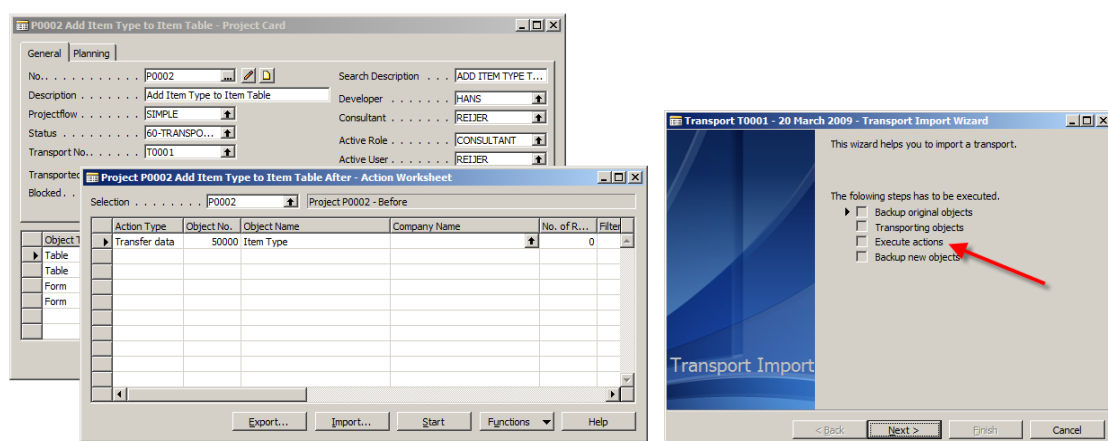 P0002 Add Item Type to Item Table - Project Card
General Planning
No.. . . . . . . . . . . P0002 ...
Search Description . . . ADD ITEM TYPE T...
Description . . . . . . . Add Item Type to Item Table
Developer . . . . . . . HANS
Projectflow . . . . . . . SIMPLE
Consultant . . . . . . . REIJER
Status . . . . . . . . . 60-TRANSPO...
Active Role . . . . . . . CONSULTANT
Transport No.. . . . . . T0001
Active User . . . . . . . REIJER
Transported
Blocked. . .
Object T
Table
Table
Form
Form
Project P0002 Add Item Type to Item Table After - Action Worksheet
Selection . . . . . . . . P0002 Project P0002 - Before
Action Type Object No. Object Name Company Name No. of R... Filter
Transfer data 50000 Item Type 0
Export... Import... Start Functions Help
Transport T0001 - 20 March 2009 - Transport Import Wizard
This wizard helps you to import a transport.
The folowing steps has to be executed.
Backup original objects
Transporting objects
Execute actions
Backup new objects
Transport Import
< Back Next > Finish Cancel